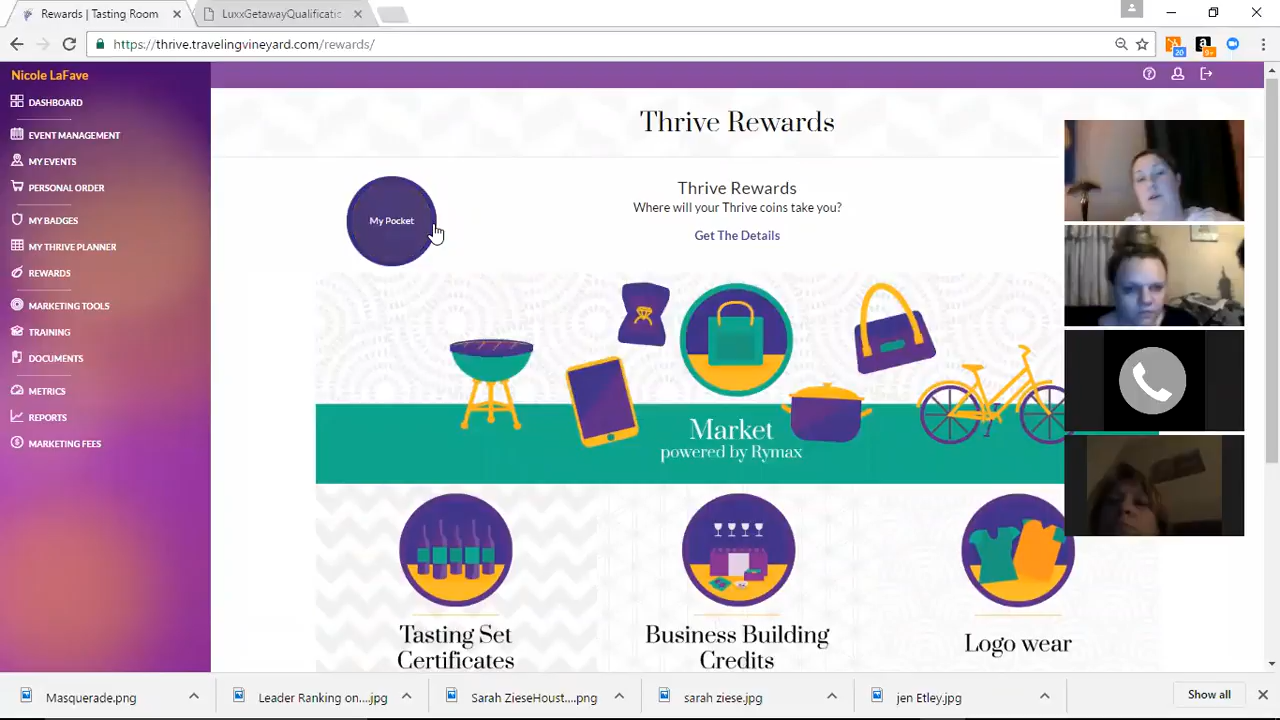 Rewards | Tasting Room
LuxxGetawayQualificatic
https://thrive.travelingvineyard.com/rewards/
Nicole LaFave
DASHBOARD
EVENT MANAGEMENT
MY EVENTS
PERSONAL ORDER
MY BADGES
MY THRIVE PLANNER
REWARDS
MARKETING TOOLS
TRAINING
DOCUMENTS
METRICS
REPORTS
MARKETING FEES
Thrive Rewards
My Pocket
Thrive Rewards
Where will your Thrive coins take you?
Get The Details
Market
powered by Rymax
Tasting Set
Certificates
Business Building
Credits
Logo wear
Masquerade.png
Leader Ranking on....jpg
Sarah ZieseHoust....png
sarah ziese.jpg
jen Etley.jpg
Show all